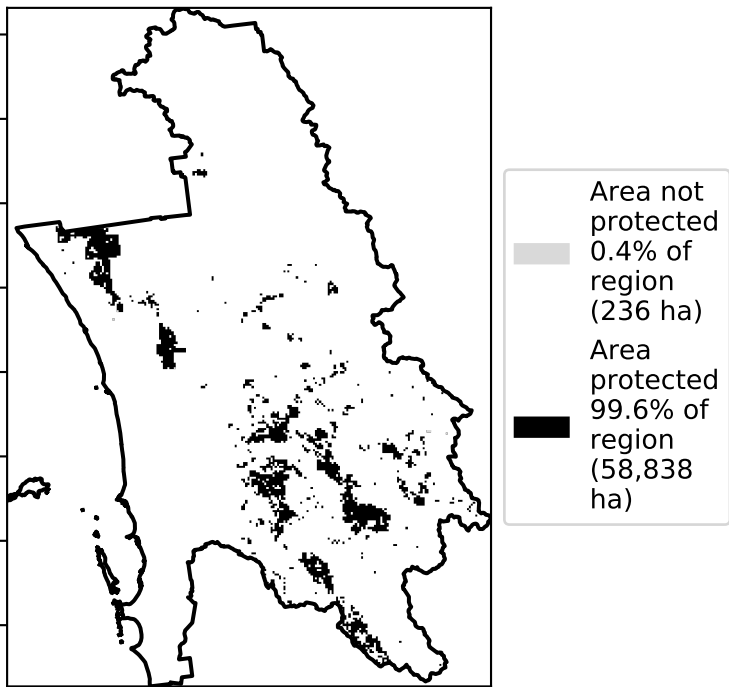 Area not
protected
0.4% of
region
(236 ha)
Area
protected
99.6% of
region
(58,838
ha)